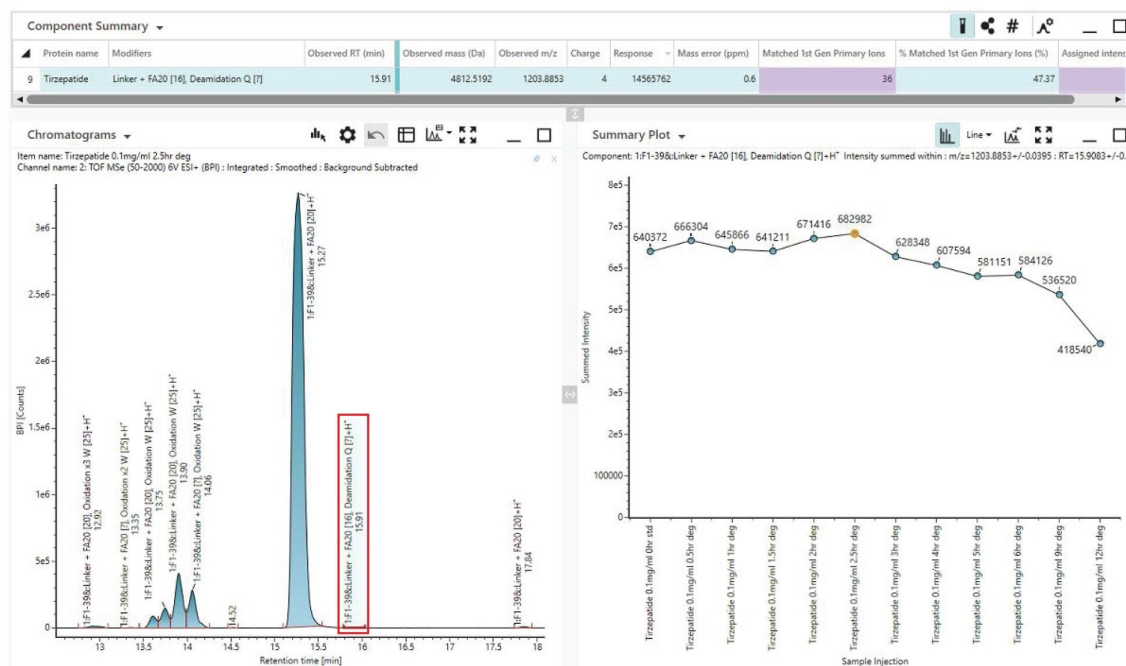 Component Summary
Protein name Modifiers Observed RT (min) Observed mass (Da) Observed m/z Charge Response Mass error (ppm) Matched 1st Gen Primary Ions % Matched 1st Gen Primary Ions (%) Assigned intens
9 Tirzepatide Linker + FA20 [16], Deamidation Q [?] 15.91 4812.5192 1203.8853 4 14565762 0.6 36 47.37
Chromatograms
Item name: Tirzepatide 0.1mg/ml 2.5hr deg
Channel name: 2: TOF MSe (50-2000) 6V ESI+ (BPI) : Integrated : Smoothed : Background Subtracted
BPI [Counts]
3e6
2.5e6
2e6
1.5e6
1e6
5e5
0
1:F1-39&cLinker + FA20 [20], Oxidation x3 W [25]+H⁺
12.92
1:F1-39&cLinker + FA20 [?], Oxidation x2 W [25]+H⁺
13.35
1:F1-39&cLinker + FA20 [20], Oxidation W [25]+H⁺
13.75
1:F1-39&cLinker + FA20 [20], Oxidation W [25]+H⁺
13.90
1:F1-39&cLinker + FA20 [?], Oxidation W [25]+H⁺
14.06
14.52
1:F1-39&cLinker + FA20 [20]+H⁺
15.27
1:F1-39&cLinker + FA20 [16], Deamidation Q [?]+H⁺
15.91
1:F1-39&cLinker + FA20 [20]+H⁺
17.84
13 13.5 14 14.5 15 15.5 16 16.5 17 17.5 18
Retention time [min]
Summary Plot
Line
Component: 1:F1-39&cLinker + FA20 [16], Deamidation Q [?]+H⁺ Intensity summed within : m/z=1203.8853+/-0.0395 : RT=15.9083+/-0.
Summed Intensity
8e5
7e5
6e5
5e5
4e5
100000
0
640372
666304
645866
641211
671416
682982
628348
607594
581151
584126
536520
418540
Tirzepatide 0.1mg/ml 0hr std
Tirzepatide 0.1mg/ml 0.5hr deg
Tirzepatide 0.1mg/ml 1hr deg
Tirzepatide 0.1mg/ml 1.5hr deg
Tirzepatide 0.1mg/ml 2hr deg
Tirzepatide 0.1mg/ml 2.5hr deg
Tirzepatide 0.1mg/ml 3hr deg
Tirzepatide 0.1mg/ml 4hr deg
Tirzepatide 0.1mg/ml 5hr deg
Tirzepatide 0.1mg/ml 6hr deg
Tirzepatide 0.1mg/ml 9hr deg
Tirzepatide 0.1mg/ml 12hr deg
Sample Injection